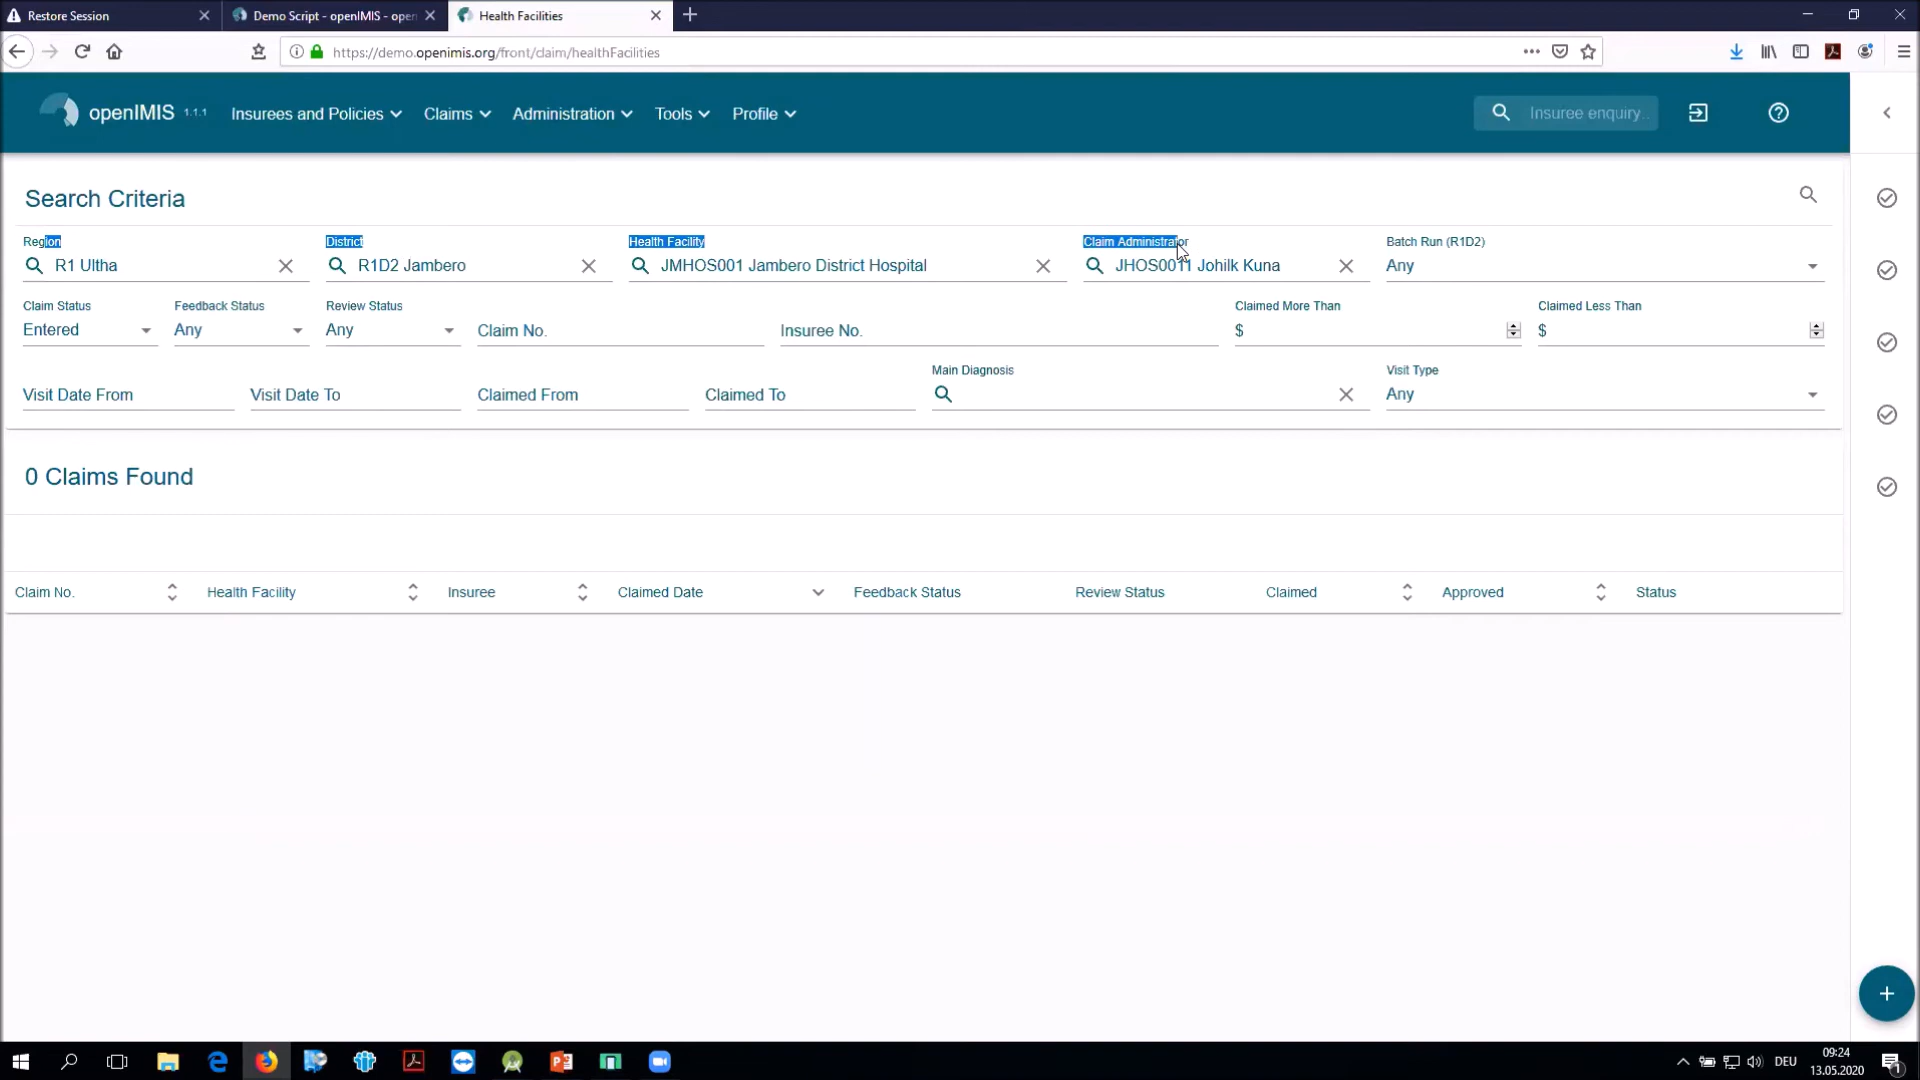 Restore Session
Demo Script - openIMIS - open
Health Facilities
https://demo.openimis.org/front/claim/healthFacilities
openIMIS 1.1.1
Insurees and Policies
Claims
Administration
Tools
Profile
Insuree enquiry..
Search Criteria
Region
District
Health Facility
Claim Administrator
Batch Run (R1D2)
R1 Ultha
R1D2 Jambero
JMHOS001 Jambero District Hospital
JHOS0011 Johilk Kuna
Any
Claim Status
Feedback Status
Review Status
Claimed More Than
Claimed Less Than
Entered
Any
Any
Claim No.
Insuree No.
$
$
Main Diagnosis
Visit Type
Visit Date From
Visit Date To
Claimed From
Claimed To
Any
0 Claims Found
Claim No.
Health Facility
Insuree
Claimed Date
Feedback Status
Review Status
Claimed
Approved
Status
DEU
09:24
13.05.2020
1